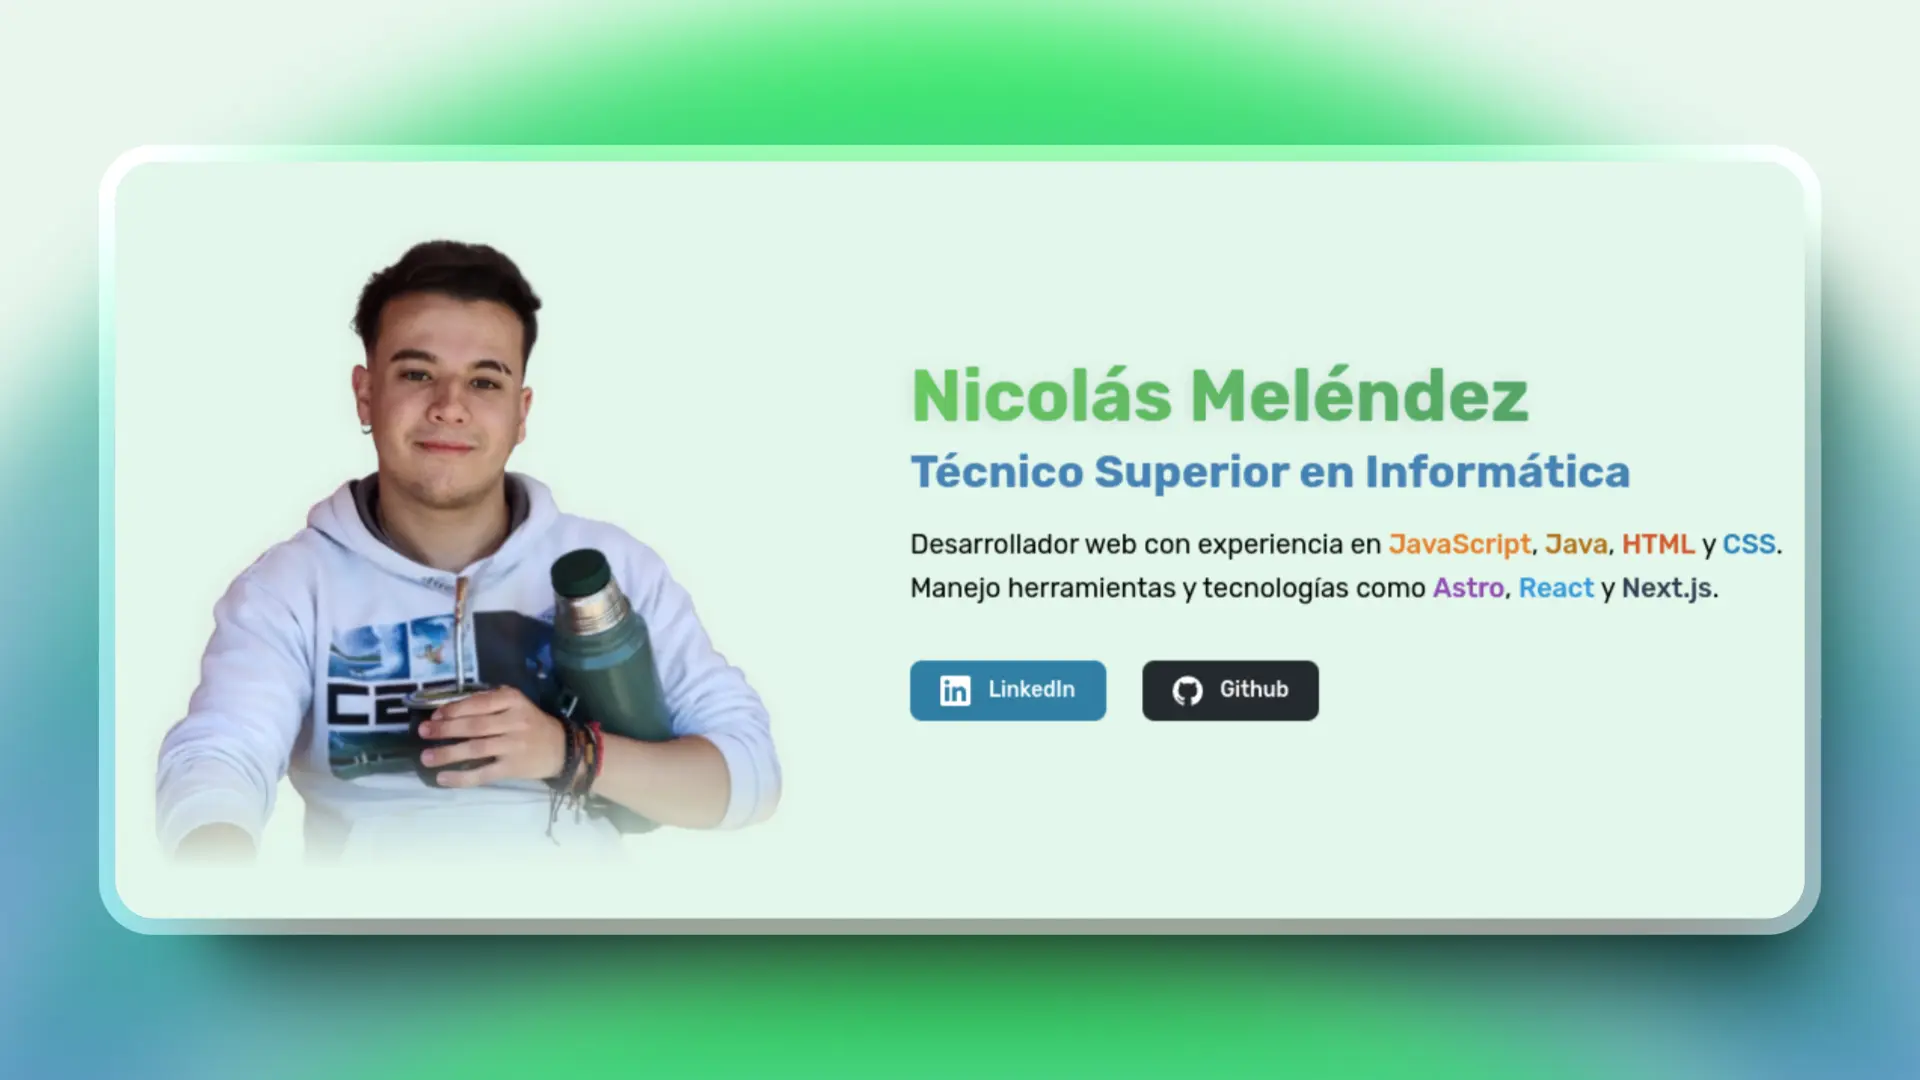 Nicolás Meléndez
Técnico Superior en Informática
Desarrollador web con experiencia en JavaScript, Java, HTML y CSS.
Manejo herramientas y tecnologías como Astro, React y Next.js.
in LinkedIn
Github